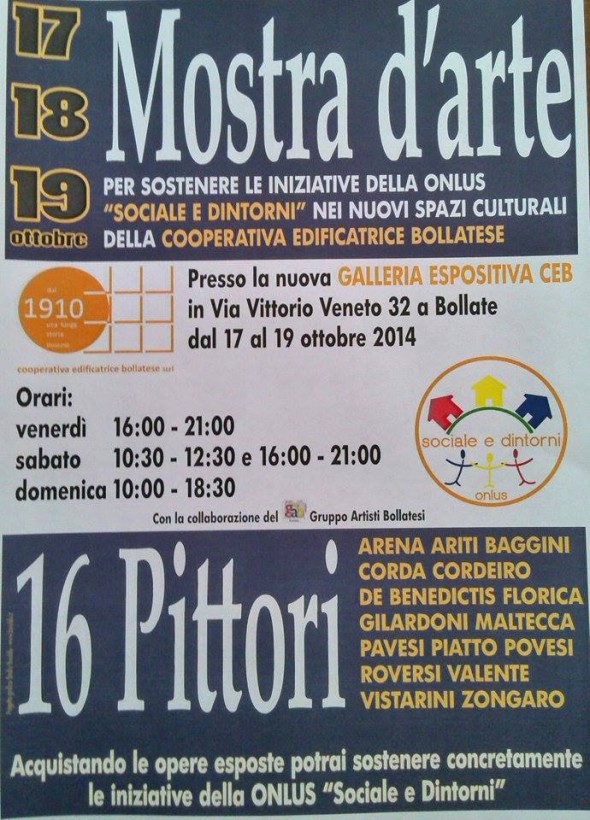 17
18
19
ottobre
Mostra d'arte
PER SOSTENERE LE INIZIATIVE DELLA ONLUS
"SOCIALE E DINTORNI" NEI NUOVI SPAZI CULTURALI
DELLA COOPERATIVA EDIFICATRICE BOLLATESE
dal
1910
una lunga
storia
cooperativa edificatrice bollatese scrl
Presso la nuova GALLERIA ESPOSITIVA CEB
in Via Vittorio Veneto 32 a Bollate
dal 17 al 19 ottobre 2014
Orari:
venerdì 16:00 - 21:00
sabato 10:30 - 12:30 e 16:00 - 21:00
domenica 10:00 - 18:30
sociale e dintorni
onlus
Con la collaborazione del Gruppo Artisti Bollatesi
16 Pittori
ARENA ARITI BAGGINI
CORDA CORDEIRO
DE BENEDICTIS FLORICA
GILARDONI MALTECCA
PAVESI PIATTO POVESI
ROVERSI VALENTE
VISTARINI ZONGARO
Acquistando le opere esposte potrai sostenere concretamente
le iniziative della ONLUS "Sociale e Dintorni"